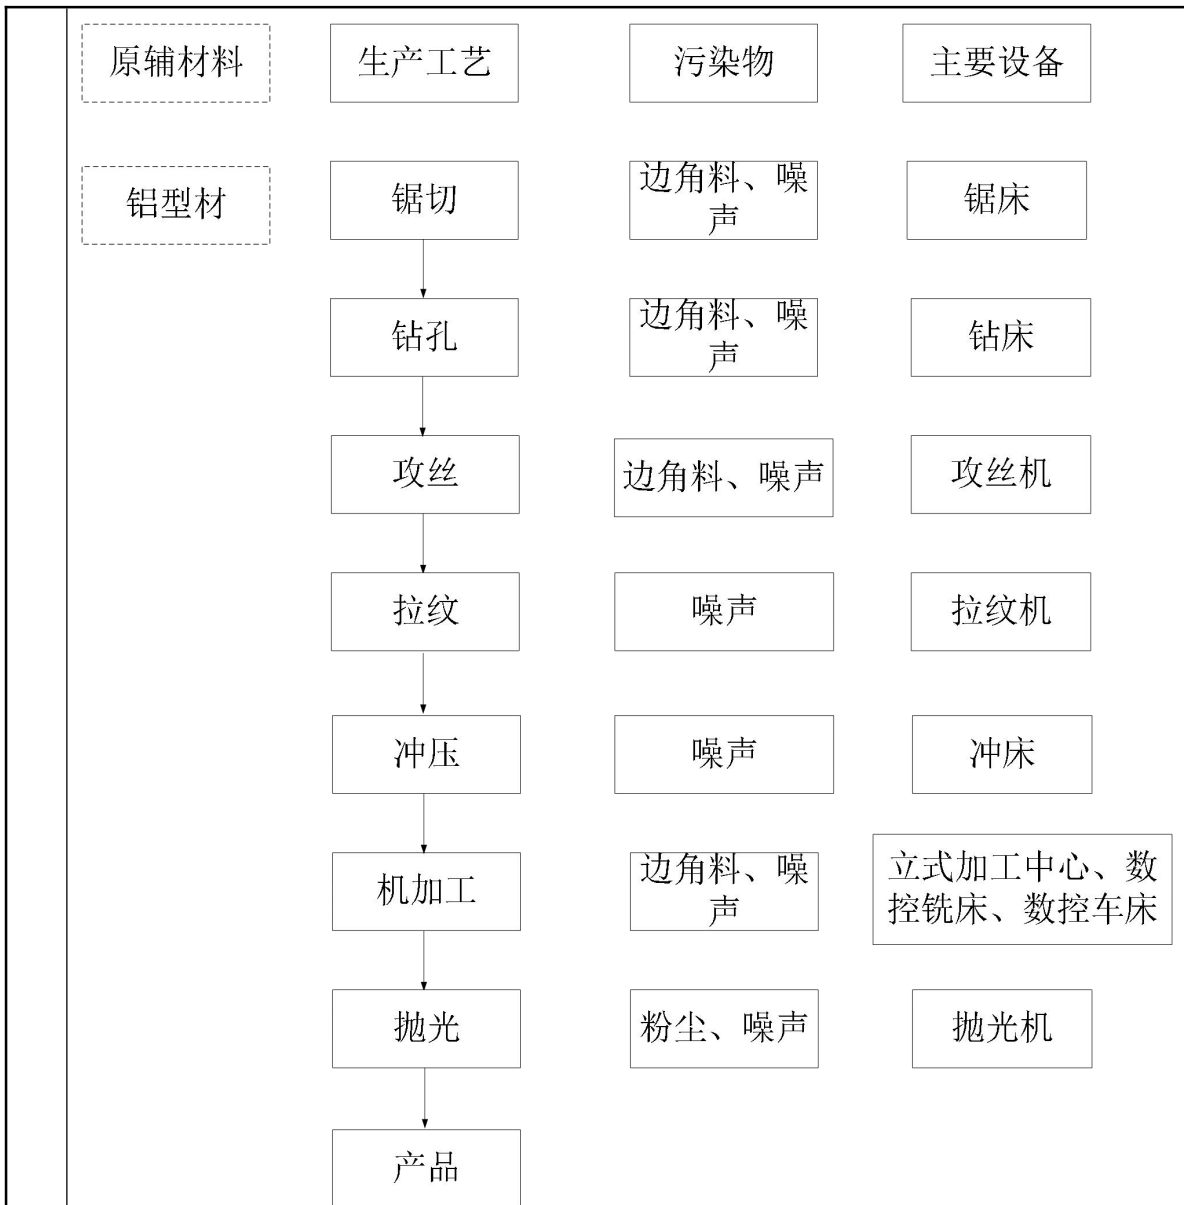 原辅材料 生产工艺 污染物 主要设备
铝型材 锯切 边角料、噪 锯床
声
钻孔 边角料、噪 钻床
声
攻丝 边角料、噪声 攻丝机
拉纹 噪声 拉纹机
冲压 噪声 冲床
机加工 边角料、噪 立式加工中心、数
声 控铣床、数控车床
抛光 粉尘、噪声 抛光机
产品